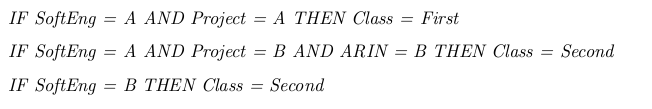 IF SoftEng = A AND Project = A THEN Class = First
IF SoftEng = A AND Project = B AND ARIN = B THEN Class = Second
IF SoftEng = B THEN Class = Second